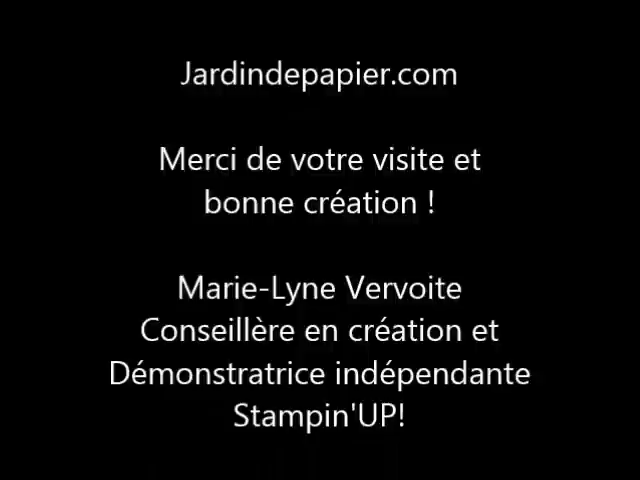 Jardindepapier.com
Merci de votre visite et
bonne création !
Marie-Lyne Vervoite
Conseillère en création et
Démonstratrice indépendante
Stampin'UP!